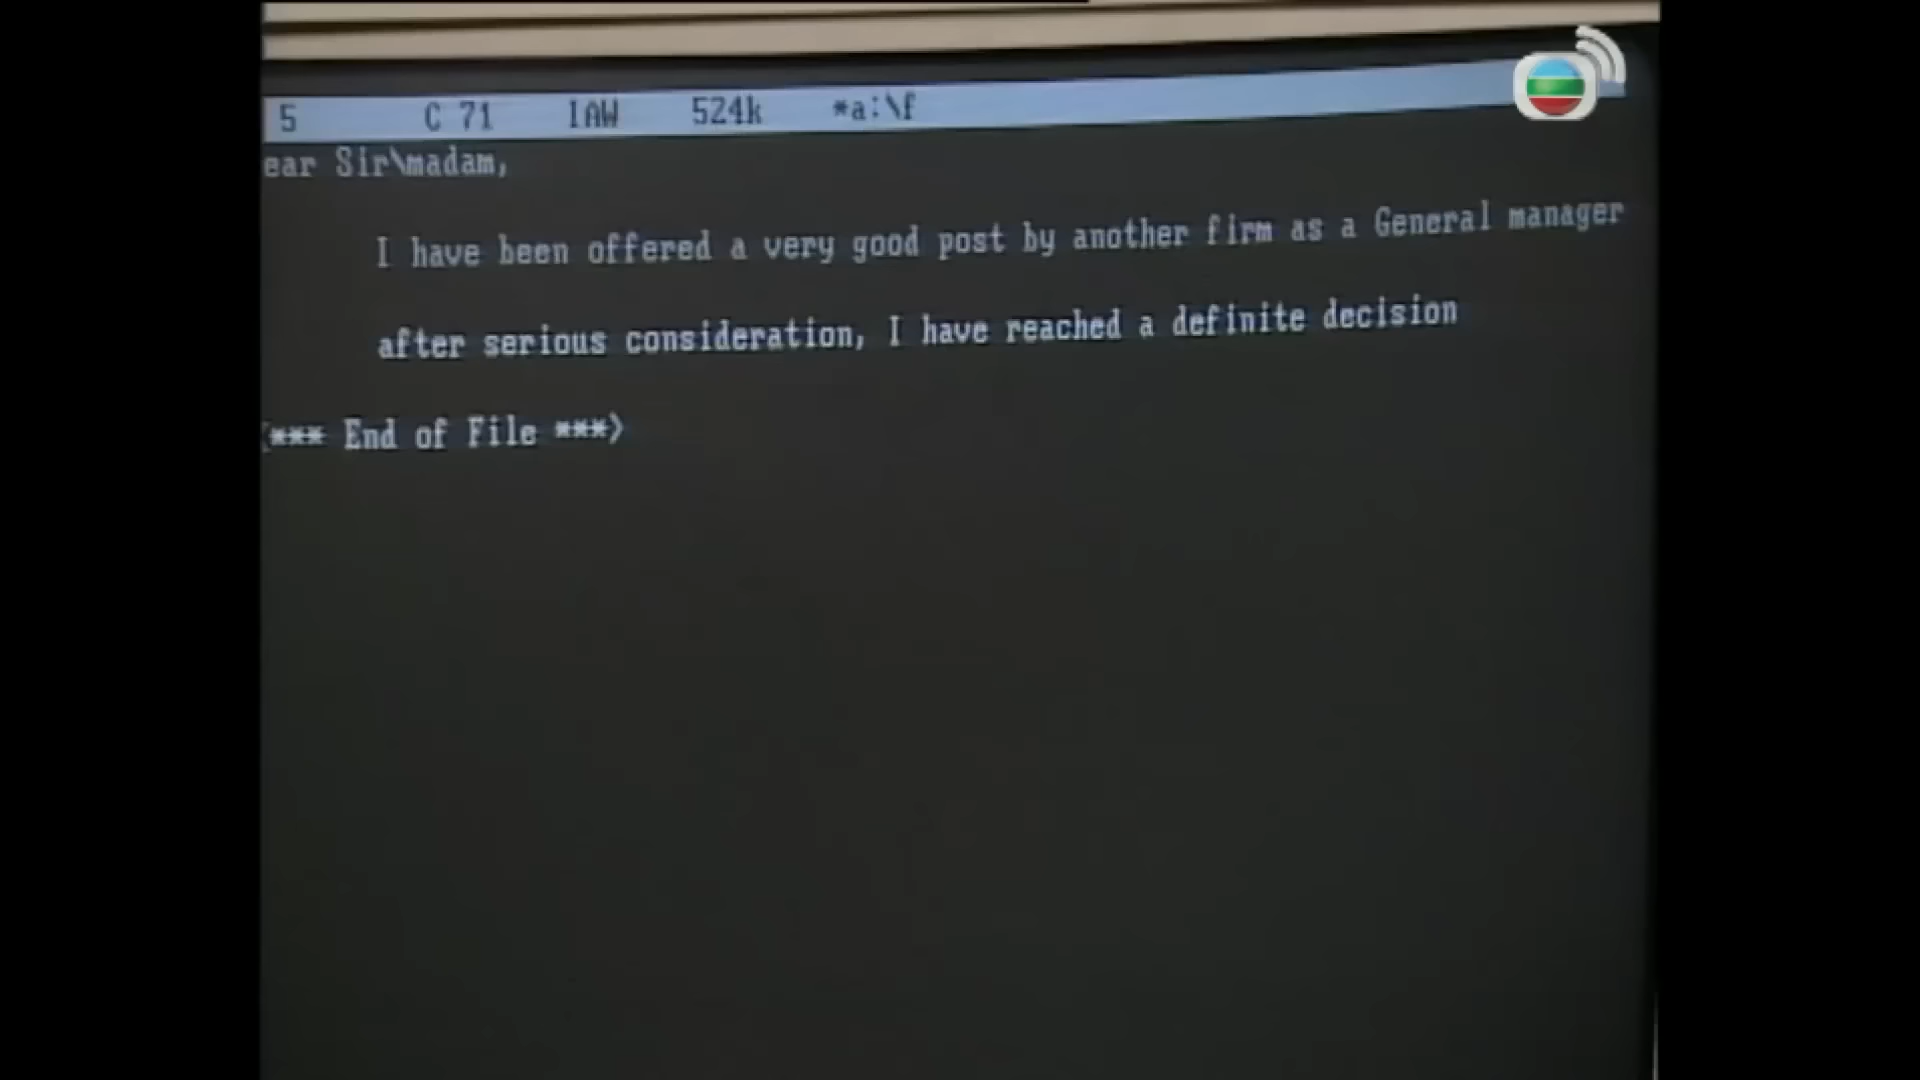 5 C 71 IAW 524k *a:\f
ear Sir\madam,
I have been offered a very good post by another firm as a General manager
after serious consideration, I have reached a definite decision
<*** End of File ***>